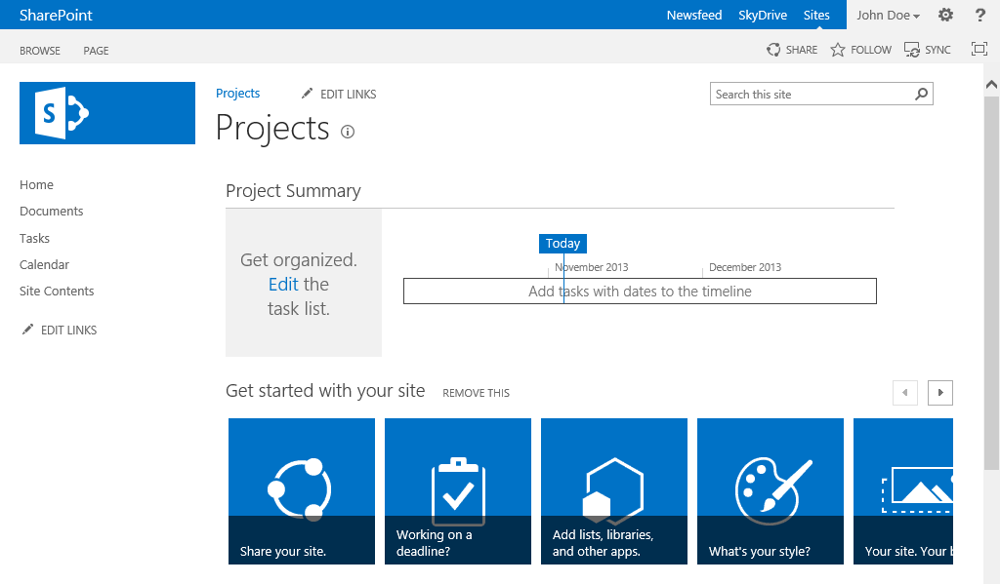 SharePoint
Newsfeed SkyDrive Sites John Doe ?
BROWSE PAGE
SHARE FOLLOW SYNC
S
Projects EDIT LINKS
Search this site
Projects
Home
Documents
Tasks
Calendar
Site Contents
EDIT LINKS
Project Summary
Get organized.
Edit the
task list.
Today
November 2013 December 2013
Add tasks with dates to the timeline
Get started with your site REMOVE THIS
Share your site.
Working on a
deadline?
Add lists, libraries,
and other apps.
What's your style?
Your site. Your